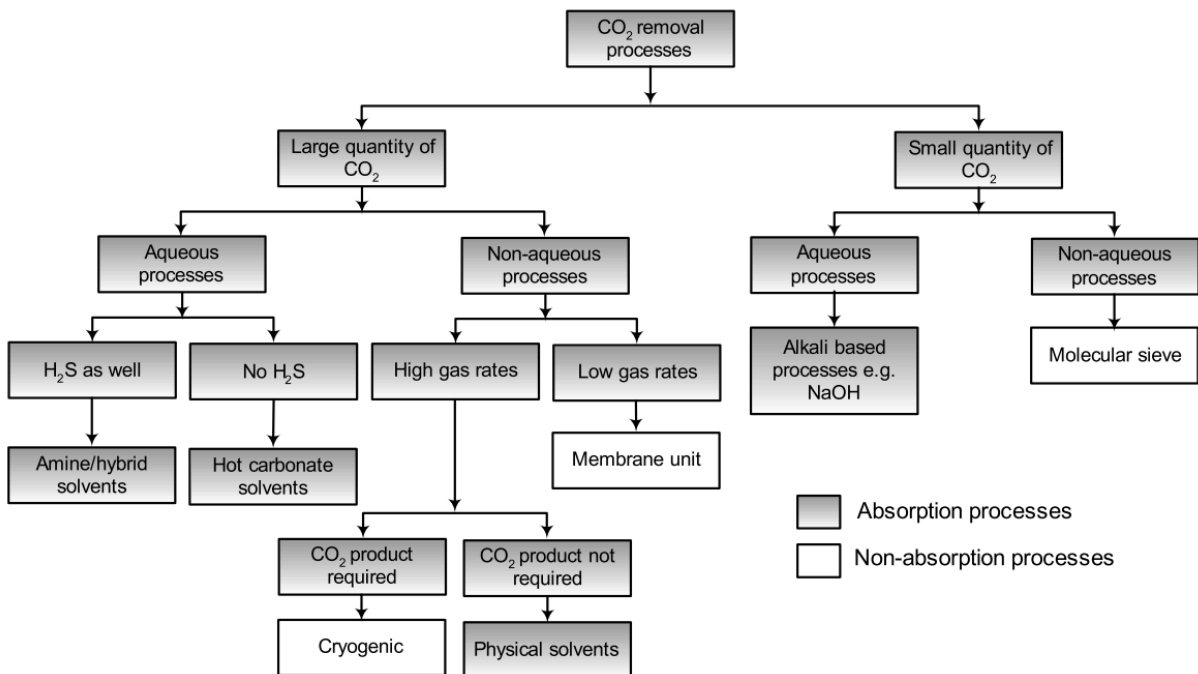 CO₂ removal
processes
Large quantity of
CO₂
Small quantity of
CO₂
Aqueous
processes
Non-aqueous
processes
Aqueous
processes
Non-aqueous
processes
H₂S as well
No H₂S
High gas rates
Low gas rates
Alkali based
processes e.g.
NaOH
Molecular sieve
Amine/hybrid
solvents
Hot carbonate
solvents
Membrane unit
CO₂ product
required
CO₂ product not
required
Cryogenic
Physical solvents
Absorption processes
Non-absorption processes